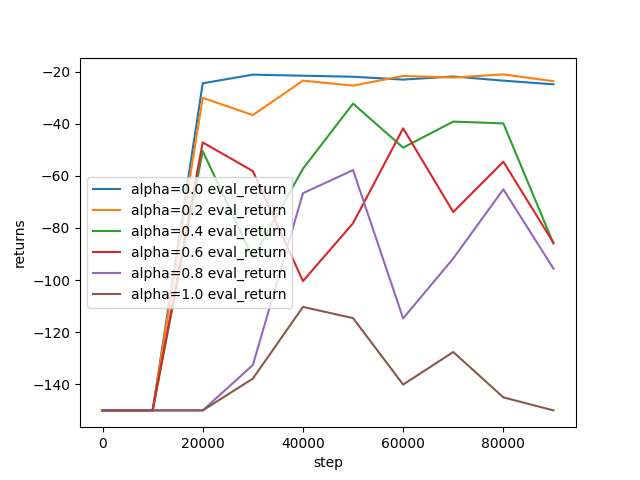 −20
−40
−60
−80
−100
−120
−140
returns
alpha=0.0 eval_return
alpha=0.2 eval_return
alpha=0.4 eval_return
alpha=0.6 eval_return
alpha=0.8 eval_return
alpha=1.0 eval_return
0 20000 40000 60000 80000
step